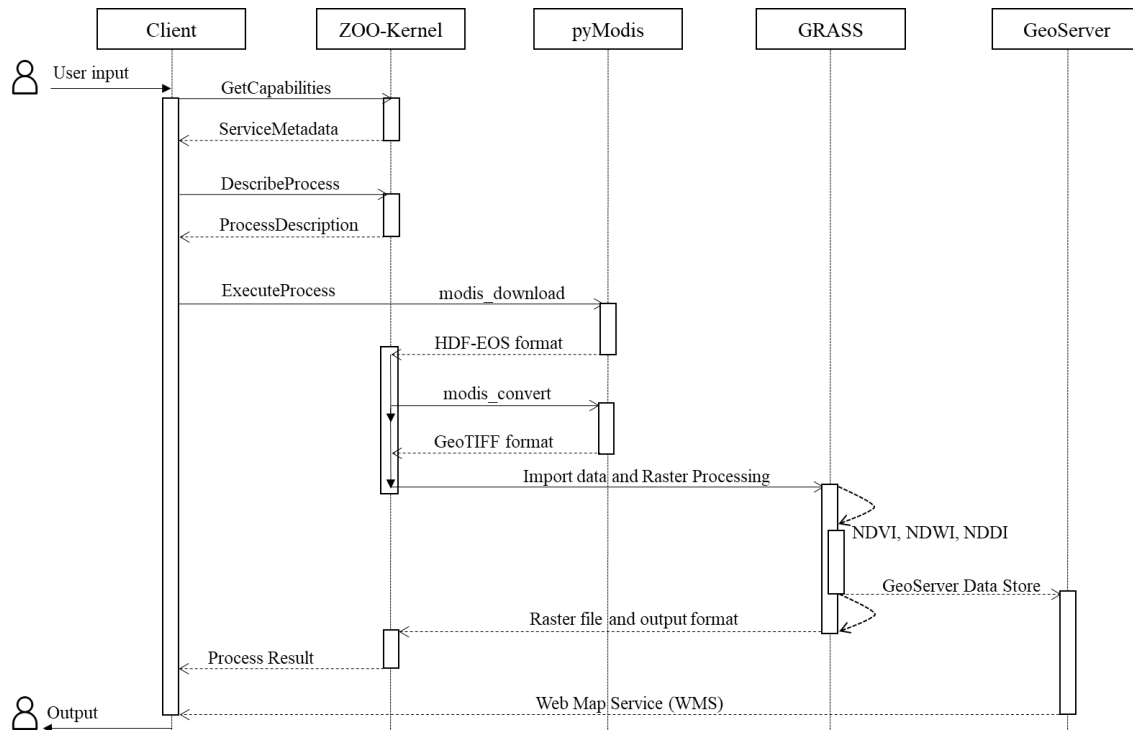 Client
ZOO-Kernel
pyModis
GRASS
GeoServer
User input
GetCapabilities
ServiceMetadata
DescribeProcess
ProcessDescription
ExecuteProcess
modis_download
HDF-EOS format
modis_convert
GeoTIFF format
Import data and Raster Processing
NDVI, NDWI, NDDI
GeoServer Data Store
Raster file and output format
Process Result
Web Map Service (WMS)
Output